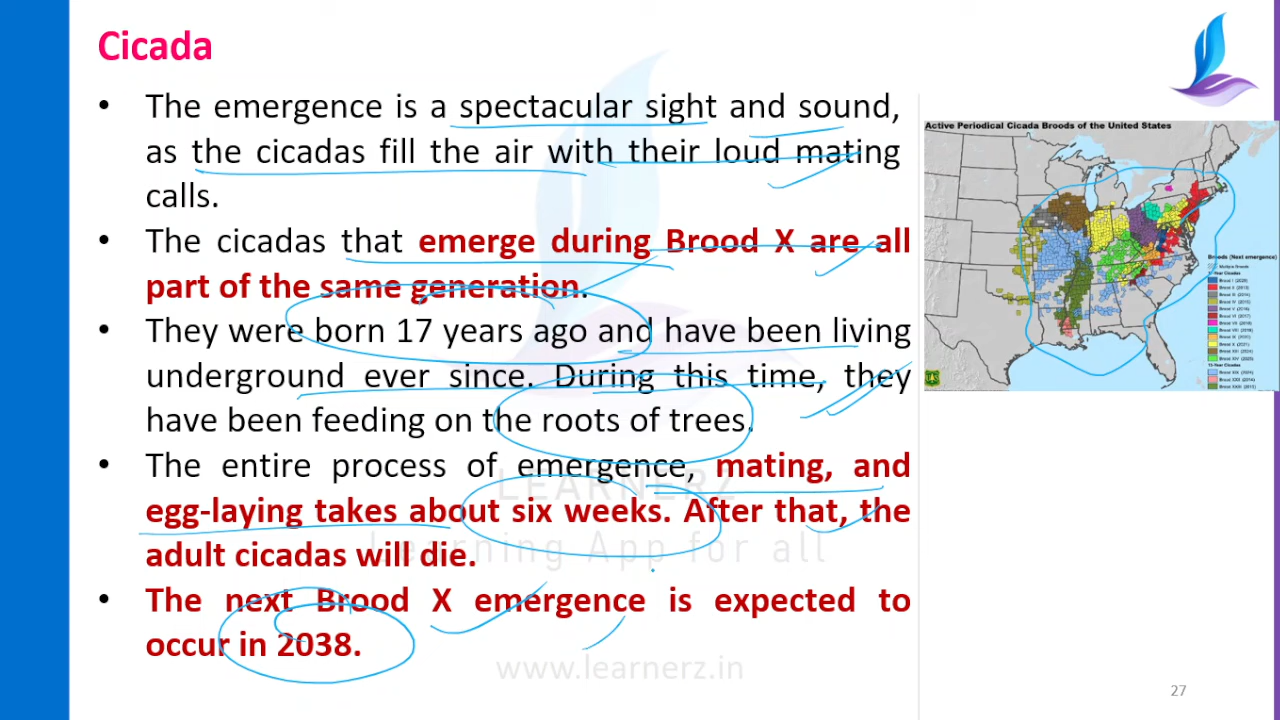 Cicada
• The emergence is a spectacular sight and sound,
as the cicadas fill the air with their loud mating
calls.
• The cicadas that emerge during Brood X are all
part of the same generation.
• They were born 17 years ago and have been living
underground ever since. During this time, they
have been feeding on the roots of trees.
• The entire process of emergence, mating, and
egg-laying takes about six weeks. After that, the
adult cicadas will die.
• The next Brood X emergence is expected to
occur in 2038.
LEARNERZ
Learning App for all
www.learnerz.in
Active Periodical Cicada Broods of the United States
Broods (Next emergence)
27